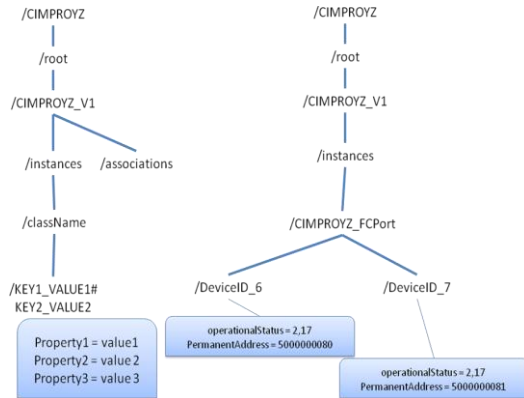 /CIMPROYZ
/root
/CIMPROYZ_V1
/instances
/associations
/className
/KEY1_VALUE1#
KEY2_VALUE2
Property1 = value1
Property2 = value 2
Property3 = value 3
/CIMPROYZ
/root
/CIMPROYZ_V1
/instances
/CIMPROYZ_FCPort
/DeviceID_6
/DeviceID_7
operationalStatus = 2,17
PermanentAddress = 5000000080
operationalStatus = 2,17
PermanentAddress = 5000000081